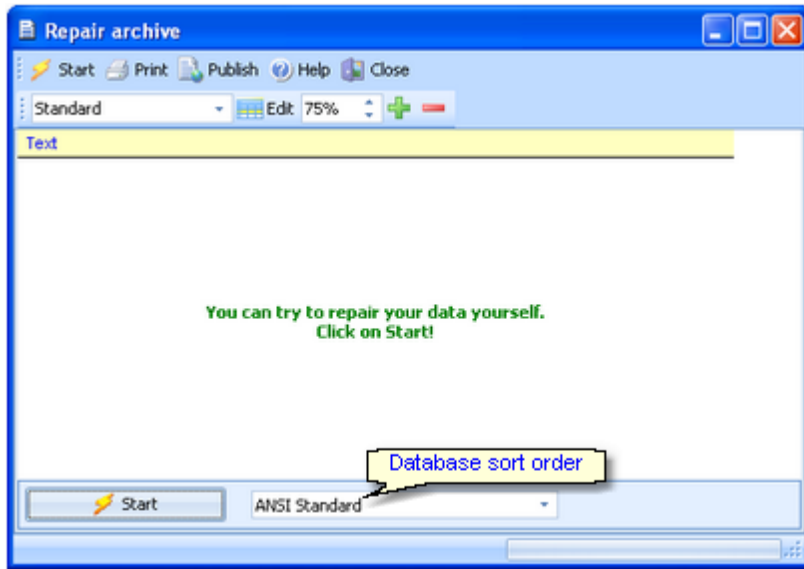 Repair archive
Start Print Publish Help Close
Standard Edit 75%
Text
You can try to repair your data yourself.
Click on Start!
Database sort order
Start ANSI Standard